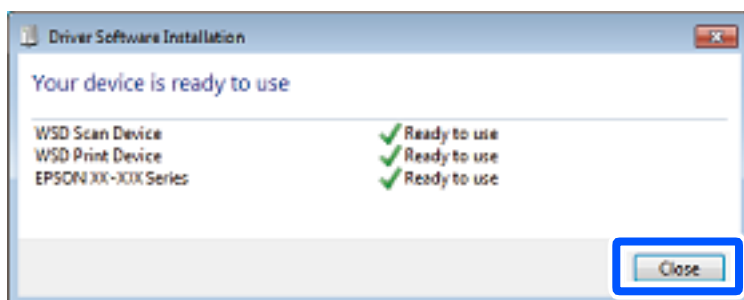 Driver Software Installation
Your device is ready to use
WSD Scan Device Ready to use
WSD Print Device Ready to use
EPSON XX-XXX Series Ready to use
Close